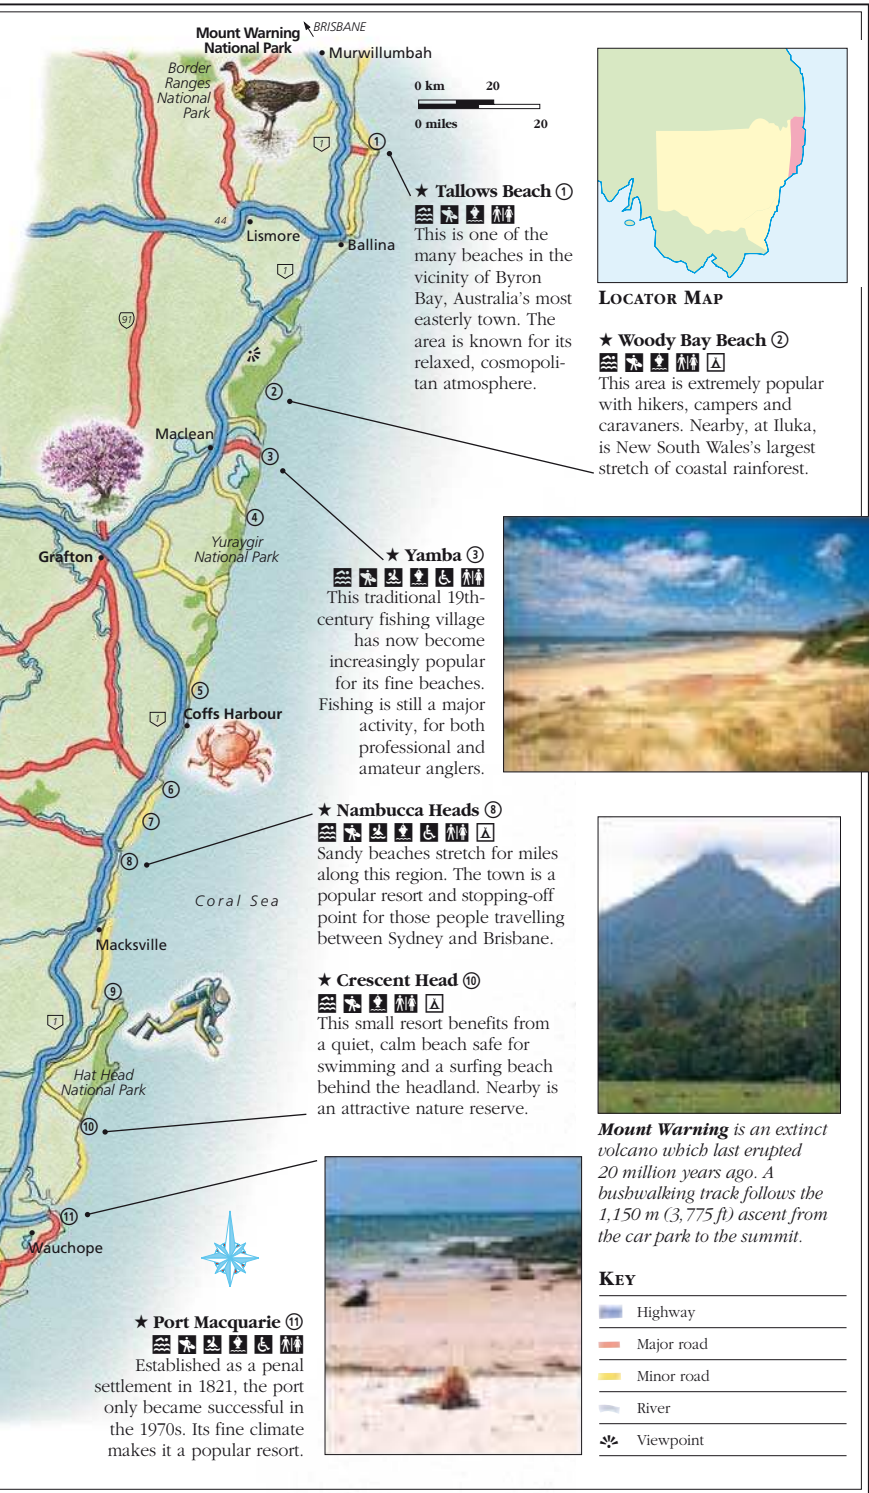 BRISBANE
Mount Warning
National Park
Murwillumbah
Border
Ranges
National
Park
0 km 20
0 miles 20
1
1
★ Tallows Beach 1
This is one of the
many beaches in the
vicinity of Byron
Bay, Australia's most
easterly town. The
area is known for its
relaxed, cosmopoli-
tan atmosphere.
44
Lismore
Ballina
1
91
LOCATOR MAP
★ Woody Bay Beach 2
This area is extremely popular
with hikers, campers and
caravaners. Nearby, at Iluka,
is New South Wales's largest
stretch of coastal rainforest.
2
Maclean
3
4
Yuraygir
National Park
Grafton
★ Yamba 3
This traditional 19th-
century fishing village
has now become
increasingly popular
for its fine beaches.
Fishing is still a major
activity, for both
professional and
amateur anglers.
5
1
Coffs Harbour
6
7
8
★ Nambucca Heads 8
Sandy beaches stretch for miles
along this region. The town is a
popular resort and stopping-off
point for those people travelling
between Sydney and Brisbane.
Coral Sea
Macksville
★ Crescent Head 10
This small resort benefits from
a quiet, calm beach safe for
swimming and a surfing beach
behind the headland. Nearby is
an attractive nature reserve.
9
1
Hat Head
National Park
10
11
Wauchope
Mount Warning is an extinct
volcano which last erupted
20 million years ago. A
bushwalking track follows the
1,150 m (3,775 ft) ascent from
the car park to the summit.
★ Port Macquarie 11
Established as a penal
settlement in 1821, the port
only became successful in
the 1970s. Its fine climate
makes it a popular resort.
KEY
Highway
Major road
Minor road
River
Viewpoint